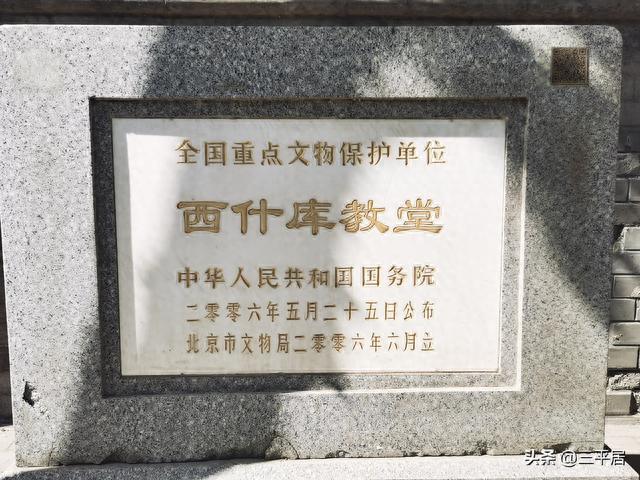 全国重点文物保护单位
西什库教堂
中华人民共和国国务院
二零零六年五月二十五日公布
北京市文物局二零零六年六月立
头条 @三平居